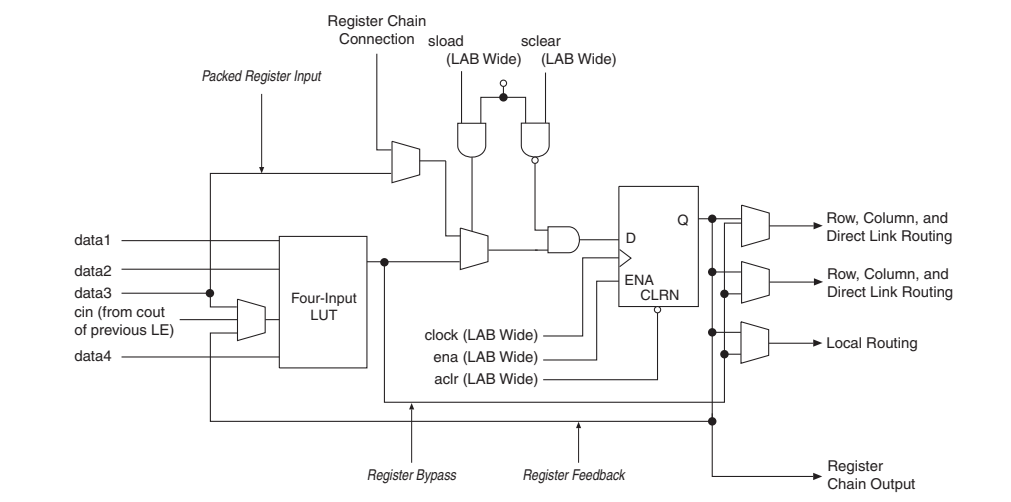 Register Chain
Connection
sload
(LAB Wide)
sclear
(LAB Wide)
Packed Register Input
data1
data2
data3
cin (from cout
of previous LE)
data4
Four-Input
LUT
Q
D
ENA
CLRN
clock (LAB Wide)
ena (LAB Wide)
aclr (LAB Wide)
Row, Column, and
Direct Link Routing
Row, Column, and
Direct Link Routing
Local Routing
Register Bypass
Register Feedback
Register
Chain Output